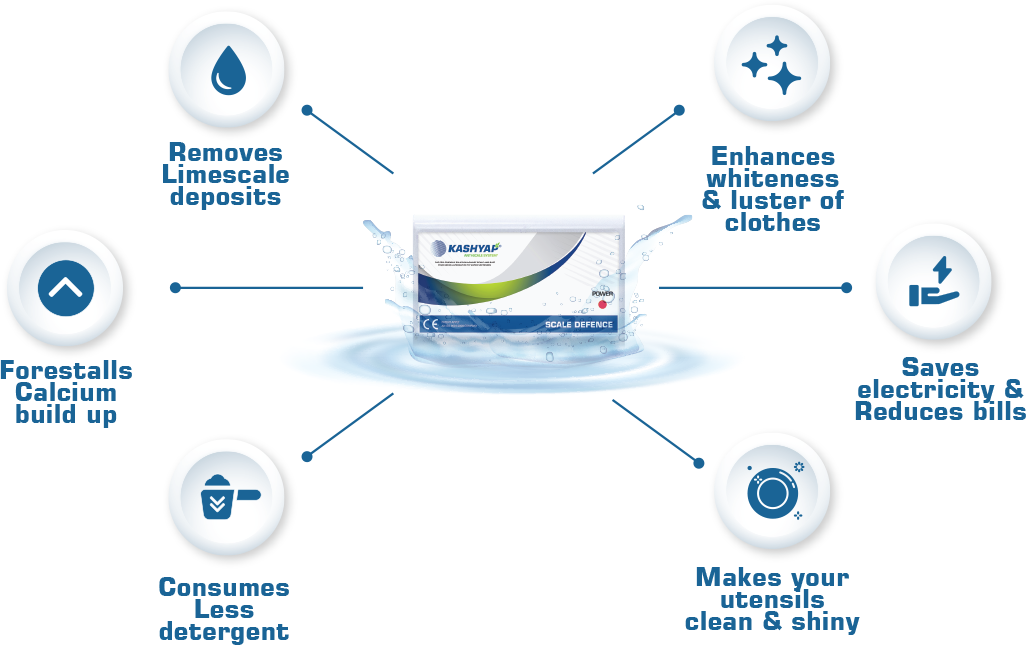 Removes
Limescale
deposits
Enhances
whiteness
& luster of
clothes
KASHYAP
POWER
CE
SCALE DEFENCE
Forestalls
Calcium
build up
Saves
electricity &
Reduces bills
Consumes
Less
detergent
Makes your
utensils
clean & shiny